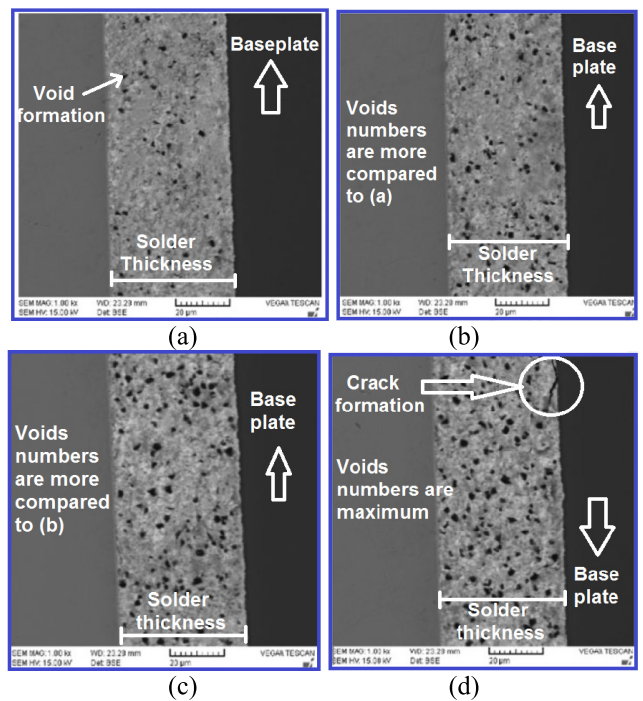 Baseplate
Void
formation
Solder
Thickness
SEM MAG: 1.00 kx WD: 23.29 mm VEGA\\ TESCAN
SEM HV: 15.00 kV Det: BSE 20 µm
(a)
Base
plate
Voids
numbers
are more
compared
to (a)
Solder
Thickness
SEM MAG: 1.00 kx WD: 23.29 mm VEGA\\ TESCAN
SEM HV: 15.00 kV Det: BSE 20 µm
(b)
Base
plate
Voids
numbers
are more
compared
to (b)
Solder
thickness
SEM MAG: 1.00 kx WD: 23.29 mm VEGA\\ TESCAN
SEM HV: 15.00 kV Det: BSE 20 µm
(c)
Crack
formation
Voids
numbers are
maximum
Base
plate
Solder
thickness
SEM MAG: 1.00 kx WD: 23.29 mm VEGA\\ TESCAN
SEM HV: 15.00 kV Det: BSE 20 µm
(d)